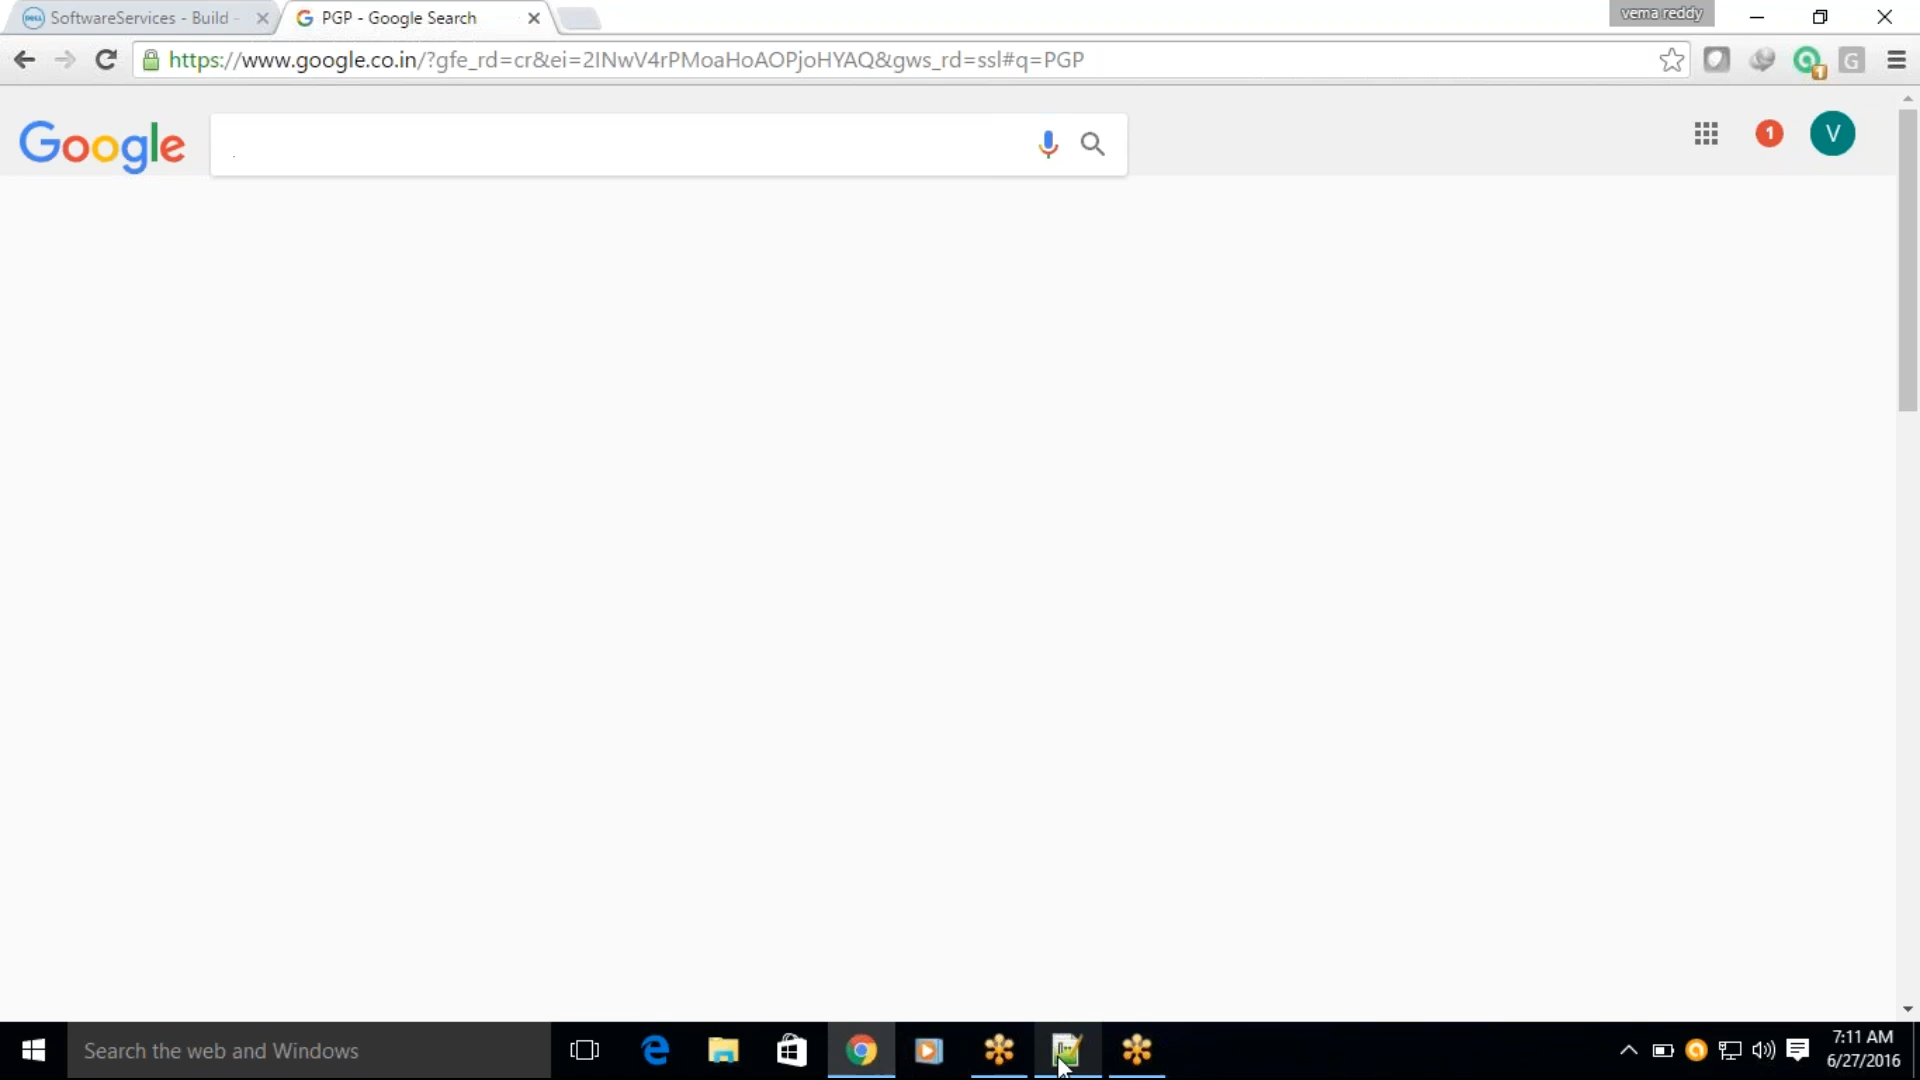 SoftwareServices - Build -
PGP - Google Search
vema reddy
https://www.google.co.in/?gfe_rd=cr&ei=2INwV4rPMoaHoAOPjoHYAQ&gws_rd=ssl#q=PGP
G
1
Google
1
V
Search the web and Windows
7:11 AM
6/27/2016